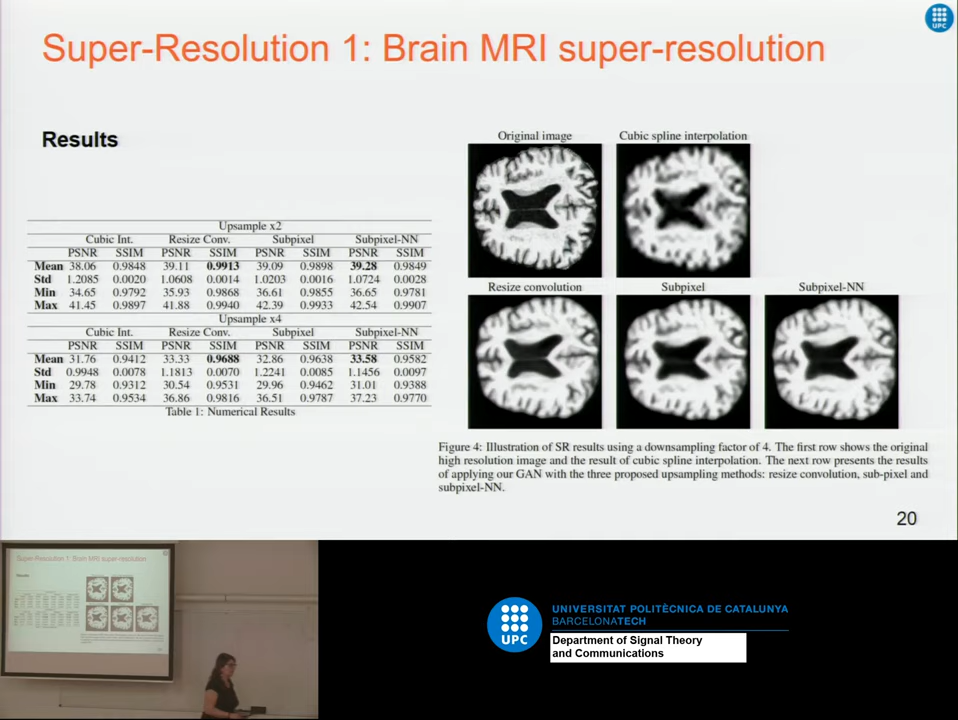 UPC
Super-Resolution 1: Brain MRI super-resolution
Results
Upsample x2
Cubic Int. Resize Conv. Subpixel Subpixel-NN
PSNR SSIM PSNR SSIM PSNR SSIM PSNR SSIM
Mean 38.06 0.9848 39.11 0.9913 39.09 0.9898 39.28 0.9849
Std 1.2085 0.0020 1.0608 0.0014 1.0203 0.0016 1.0724 0.0028
Min 34.65 0.9792 35.93 0.9868 36.61 0.9855 36.65 0.9781
Max 41.45 0.9897 41.88 0.9940 42.39 0.9933 42.54 0.9907
Upsample x4
Cubic Int. Resize Conv. Subpixel Subpixel-NN
PSNR SSIM PSNR SSIM PSNR SSIM PSNR SSIM
Mean 31.76 0.9412 33.33 0.9688 32.86 0.9638 33.58 0.9582
Std 0.9948 0.0078 1.1813 0.0070 1.2241 0.0085 1.1456 0.0097
Min 29.78 0.9312 30.54 0.9531 29.96 0.9462 31.01 0.9388
Max 33.74 0.9534 36.86 0.9816 36.51 0.9787 37.23 0.9770
Table 1: Numerical Results
Original image Cubic spline interpolation
Resize convolution Subpixel Subpixel-NN
Figure 4: Illustration of SR results using a downsampling factor of 4. The first row shows the original
high resolution image and the result of cubic spline interpolation. The next row presents the results
of applying our GAN with the three proposed upsampling methods: resize convolution, sub-pixel and
subpixel-NN.
20
Super-Resolution 1: Brain MRI super-resolution
UPC
UNIVERSITAT POLITÈCNICA DE CATALUNYA
BARCELONATECH
Department of Signal Theory
and Communications